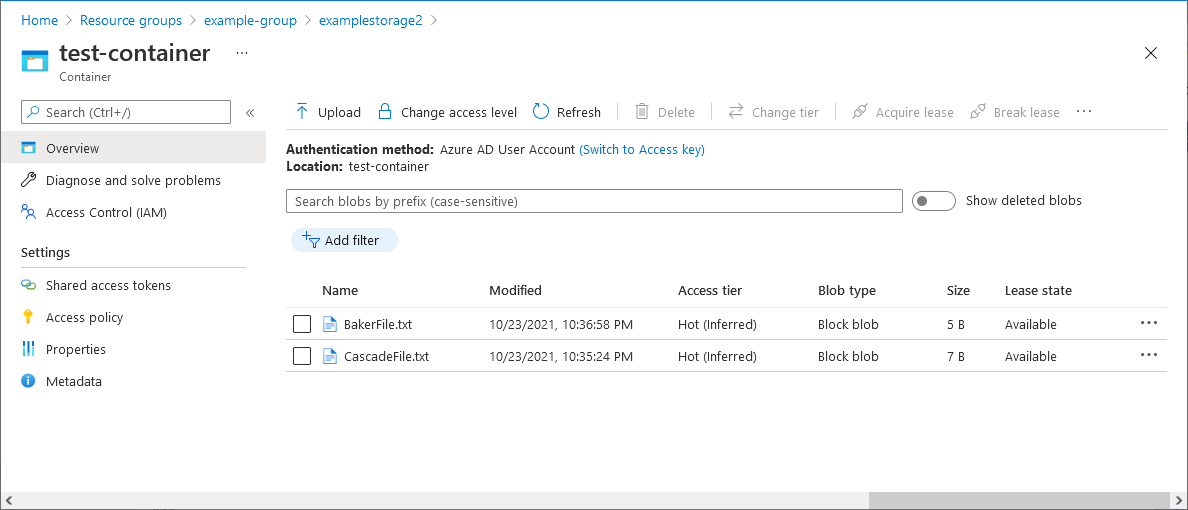 Home > Resource groups > example-group > examplestorage2 >
test-container ...
Container
Search (Ctrl+/) «
Overview
Diagnose and solve problems
Access Control (IAM)
Settings
Shared access tokens
Access policy
Properties
Metadata
Upload Change access level Refresh Delete Change tier Acquire lease Break lease ...
Authentication method: Azure AD User Account (Switch to Access key)
Location: test-container
Search blobs by prefix (case-sensitive) Show deleted blobs
Add filter
Name Modified Access tier Blob type Size Lease state
BakerFile.txt 10/23/2021, 10:36:58 PM Hot (Inferred) Block blob 5 B Available ...
CascadeFile.txt 10/23/2021, 10:35:24 PM Hot (Inferred) Block blob 7 B Available ...